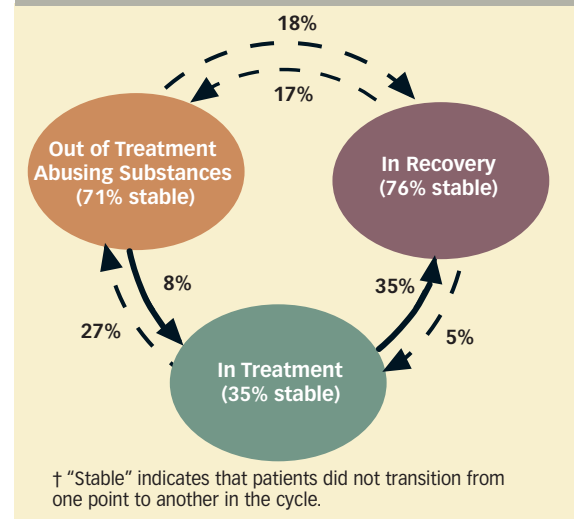 18%
17%
Out of Treatment
Abusing Substances
(71% stable)
In Recovery
(76% stable)
8%
35%
27%
5%
In Treatment
(35% stable)
† “Stable” indicates that patients did not transition from
one point to another in the cycle.